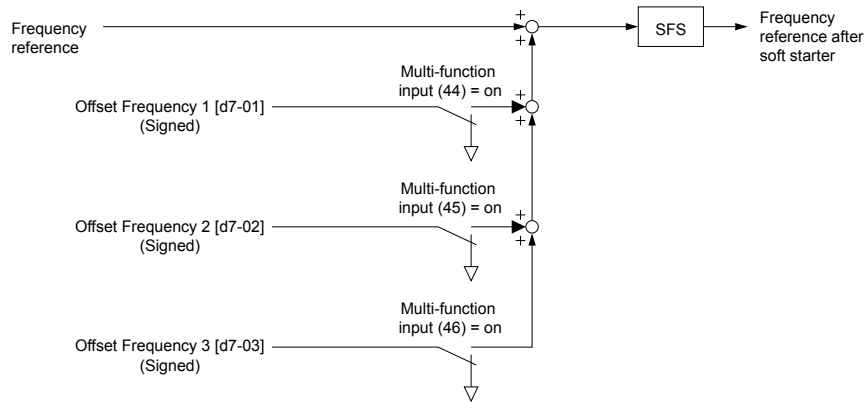 Frequency
reference
+
+
SFS
Frequency
reference after
soft starter
Multi-function
input (44) = on
Offset Frequency 1 [d7-01]
(Signed)
+
+
Multi-function
input (45) = on
Offset Frequency 2 [d7-02]
(Signed)
+
+
Multi-function
input (46) = on
Offset Frequency 3 [d7-03]
(Signed)